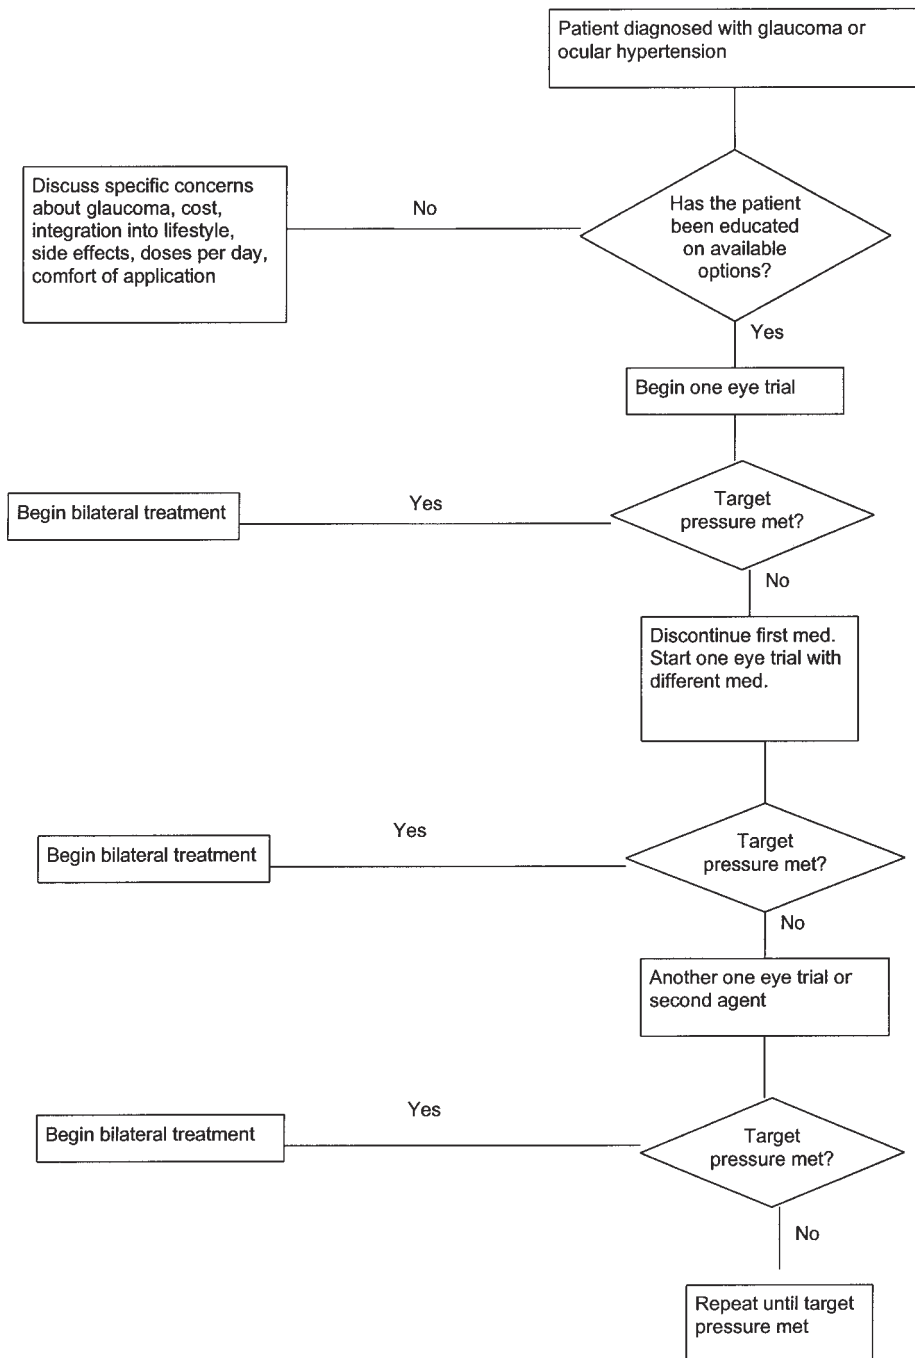 Patient diagnosed with glaucoma or
ocular hypertension
Discuss specific concerns
about glaucoma, cost,
integration into lifestyle,
side effects, doses per day,
comfort of application
No
Has the patient
been educated
on available
options?
Yes
Begin one eye trial
Begin bilateral treatment
Yes
Target
pressure met?
No
Discontinue first med.
Start one eye trial with
different med.
Begin bilateral treatment
Yes
Target
pressure met?
No
Another one eye trial or
second agent
Begin bilateral treatment
Yes
Target
pressure met?
No
Repeat until target
pressure met